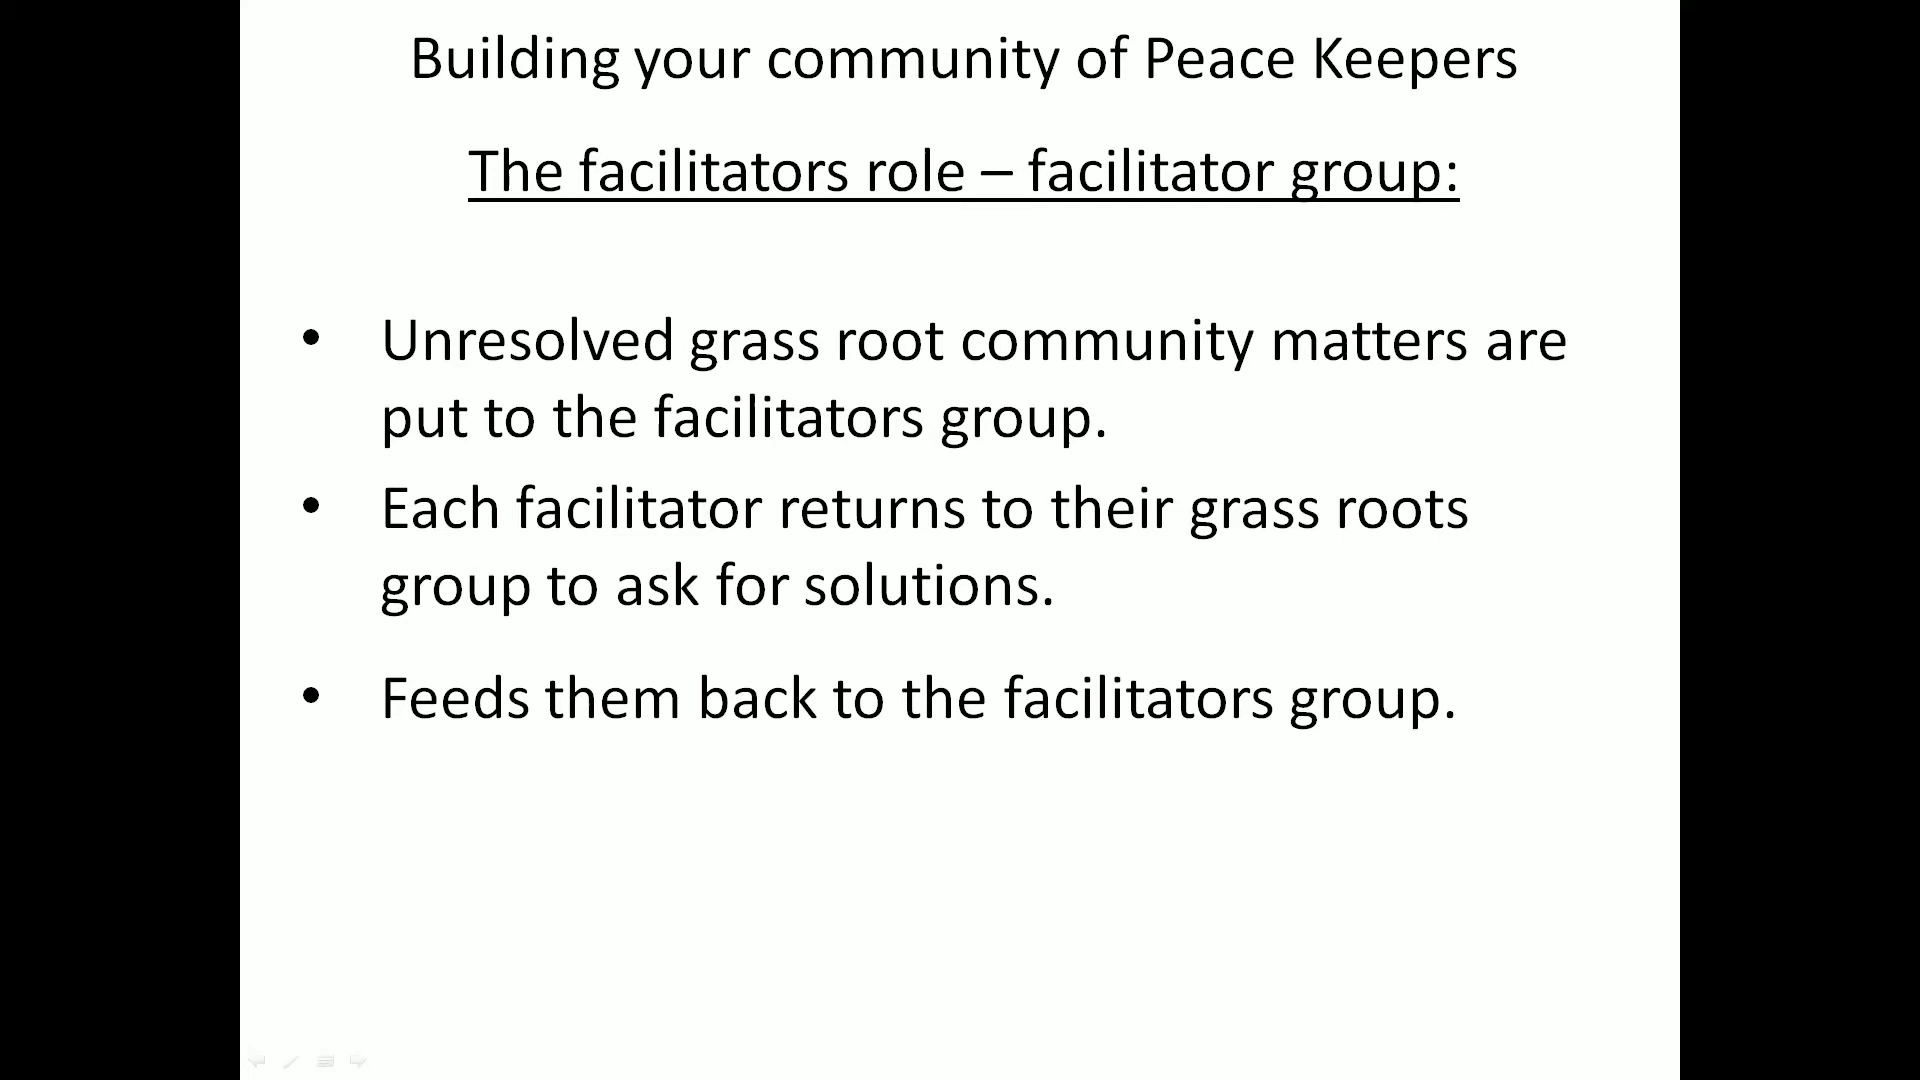 Building your community of Peace Keepers
The facilitators role – facilitator group:
• Unresolved grass root community matters are
put to the facilitators group.
• Each facilitator returns to their grass roots
group to ask for solutions.
• Feeds them back to the facilitators group.